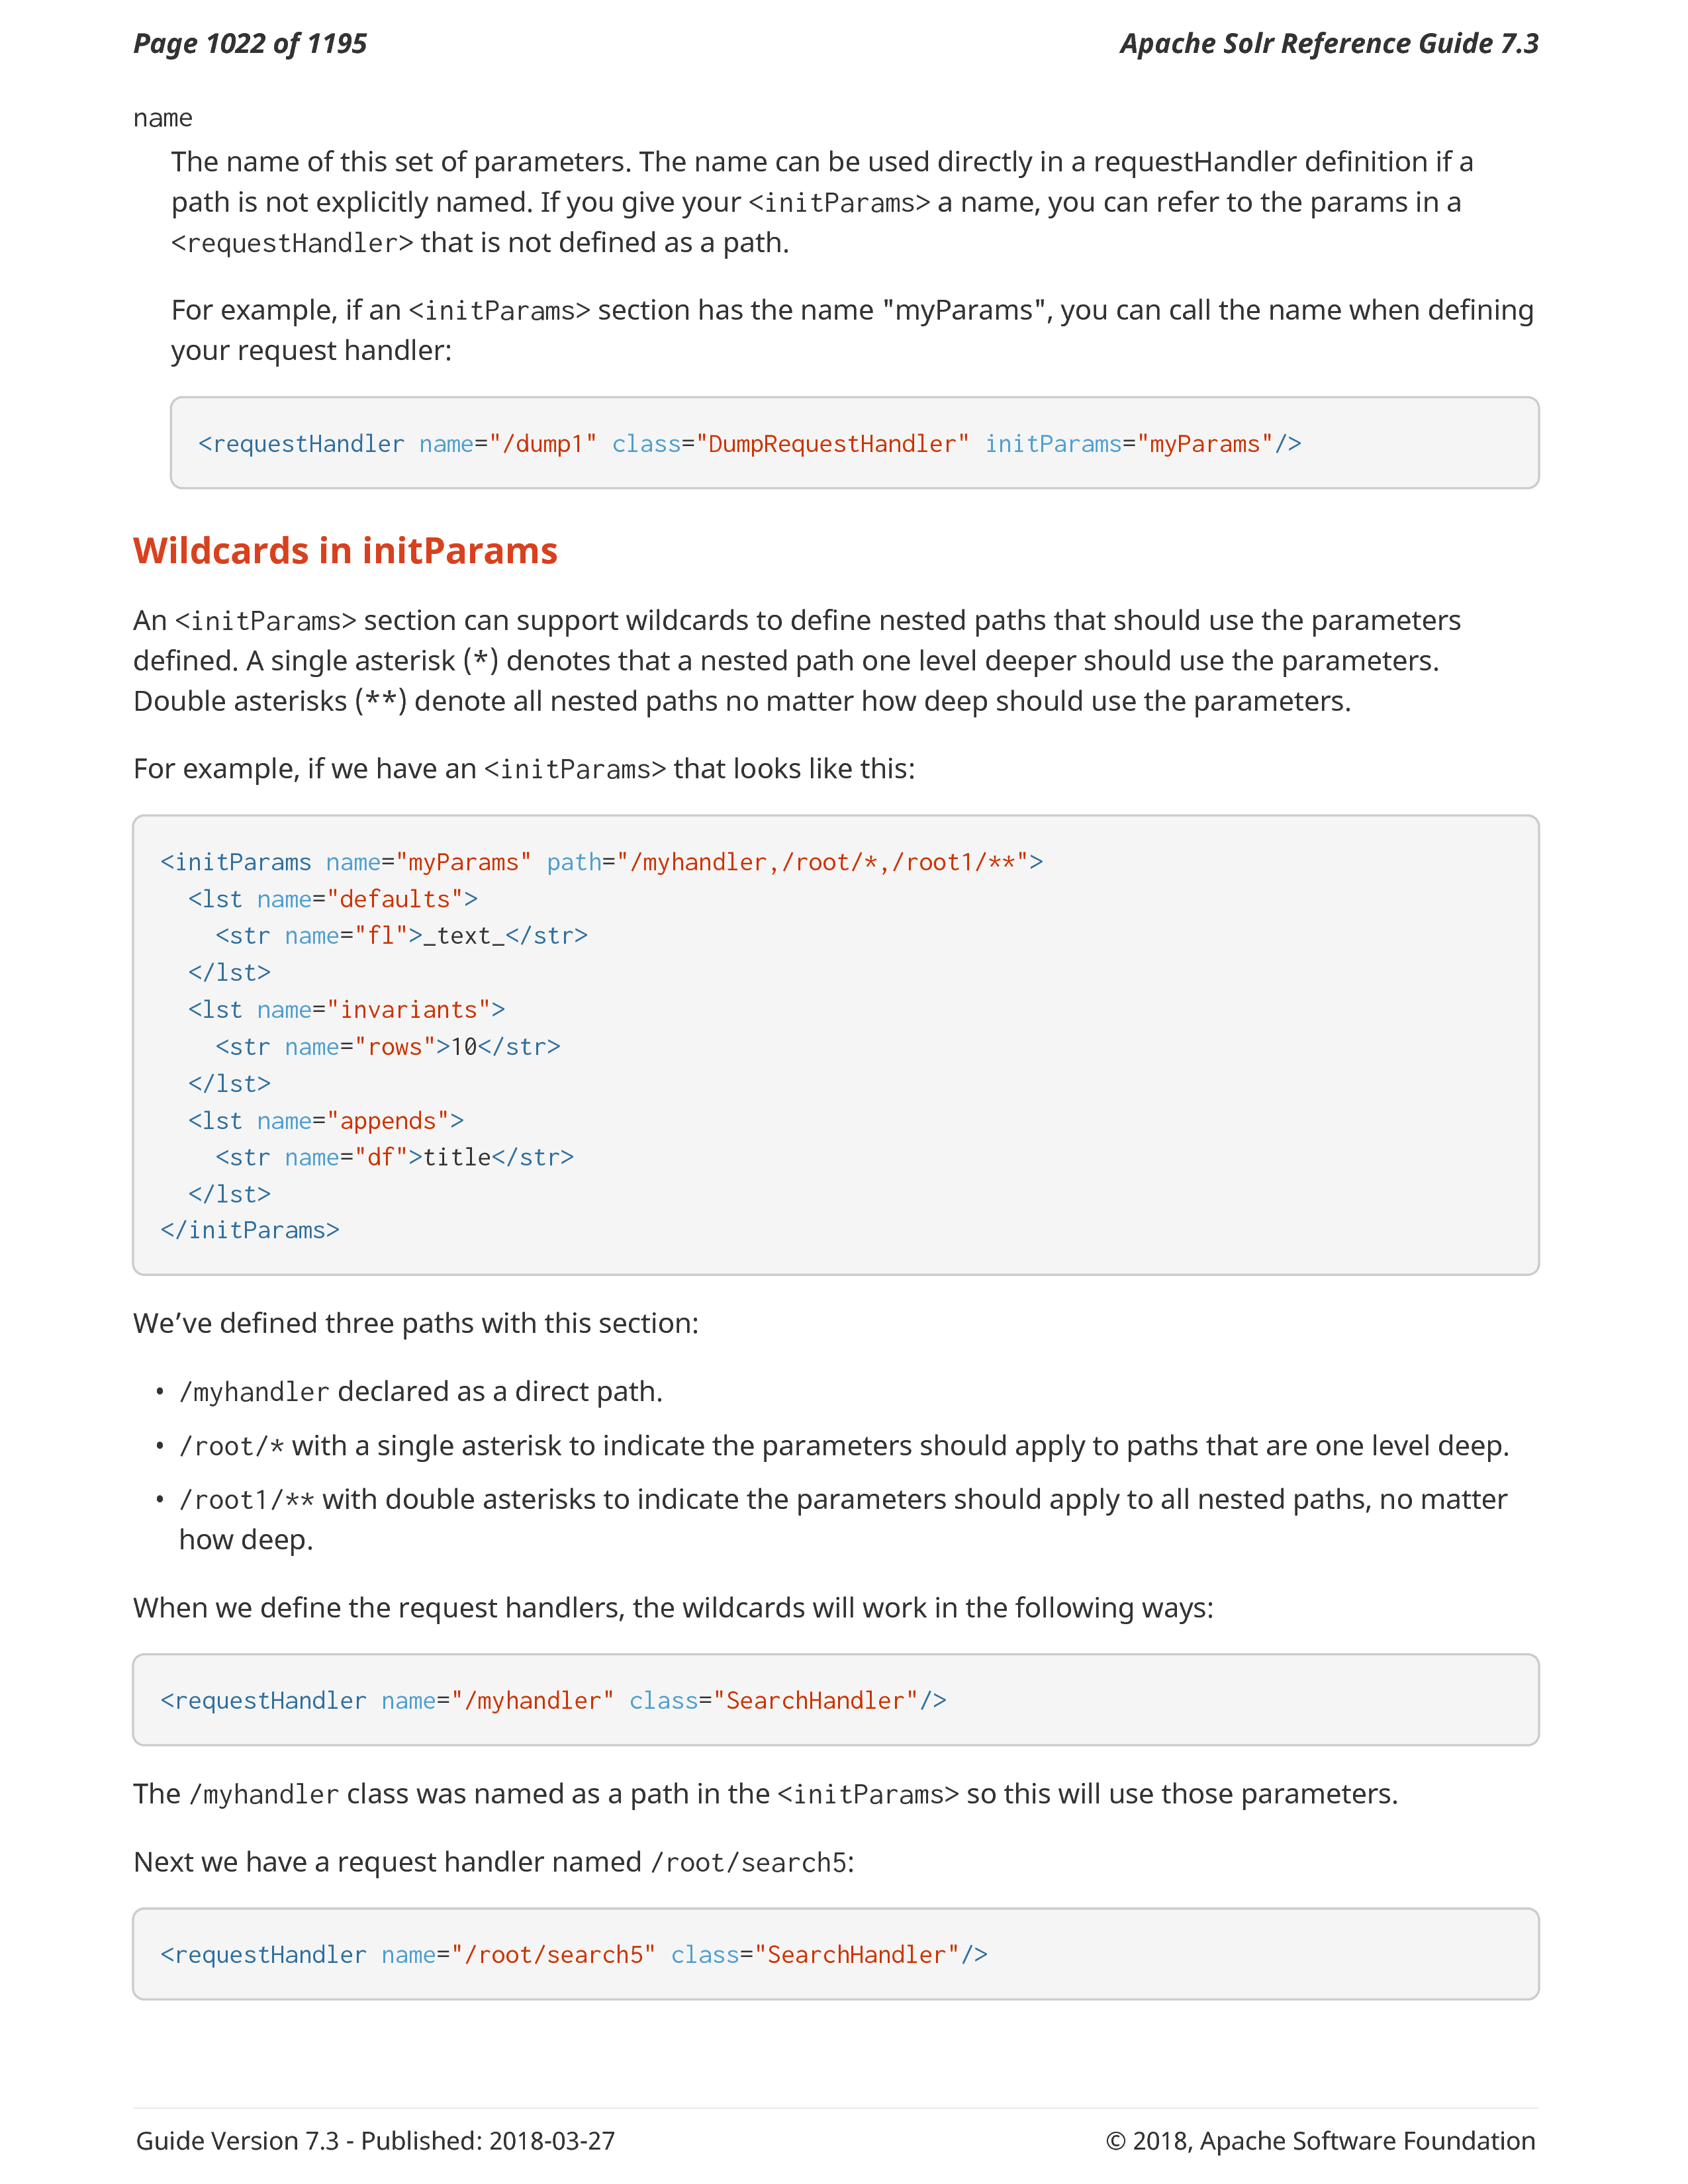 Page 1022 of 1195
Apache Solr Reference Guide 7.3
name
The name of this set of parameters. The name can be used directly in a requestHandler definition if a
path is not explicitly named. If you give your <initParams> a name, you can refer to the params in a
<requestHandler> that is not defined as a path.
For example, if an <initParams> section has the name "myParams", you can call the name when defining
your request handler:
<requestHandler name="/dump1" class="DumpRequestHandler" initParams="myParams"/>
Wildcards in initParams
An <initParams> section can support wildcards to define nested paths that should use the parameters
defined. A single asterisk (*) denotes that a nested path one level deeper should use the parameters.
Double asterisks (**) denote all nested paths no matter how deep should use the parameters.
For example, if we have an <initParams> that looks like this:
<initParams name="myParams" path="/myhandler,/root/*,/root1/**">
  <lst name="defaults">
    <str name="fl">_text_</str>
  </lst>
  <lst name="invariants">
    <str name="rows">10</str>
  </lst>
  <lst name="appends">
    <str name="df">title</str>
  </lst>
</initParams>
We’ve defined three paths with this section:
• /myhandler declared as a direct path.
• /root/* with a single asterisk to indicate the parameters should apply to paths that are one level deep.
• /root1/** with double asterisks to indicate the parameters should apply to all nested paths, no matter
how deep.
When we define the request handlers, the wildcards will work in the following ways:
<requestHandler name="/myhandler" class="SearchHandler"/>
The /myhandler class was named as a path in the <initParams> so this will use those parameters.
Next we have a request handler named /root/search5:
<requestHandler name="/root/search5" class="SearchHandler"/>
Guide Version 7.3 - Published: 2018-03-27
© 2018, Apache Software Foundation